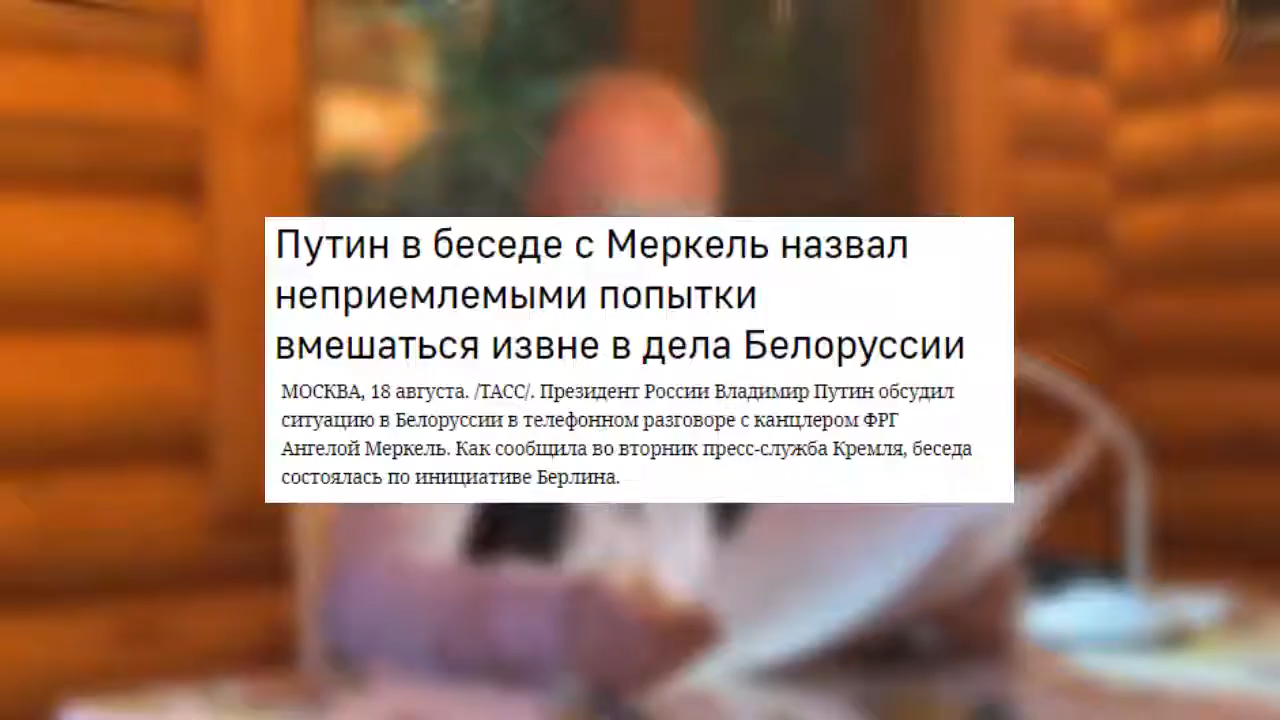 Путин в беседе с Меркель назвал
неприемлемыми попытки
вмешаться извне в дела Белоруссии
МОСКВА, 18 августа. /ТАСС/. Президент России Владимир Путин обсудил
ситуацию в Белоруссии в телефонном разговоре с канцлером ФРГ
Ангелой Меркель. Как сообщила во вторник пресс-служба Кремля, беседа
состоялась по инициативе Берлина.